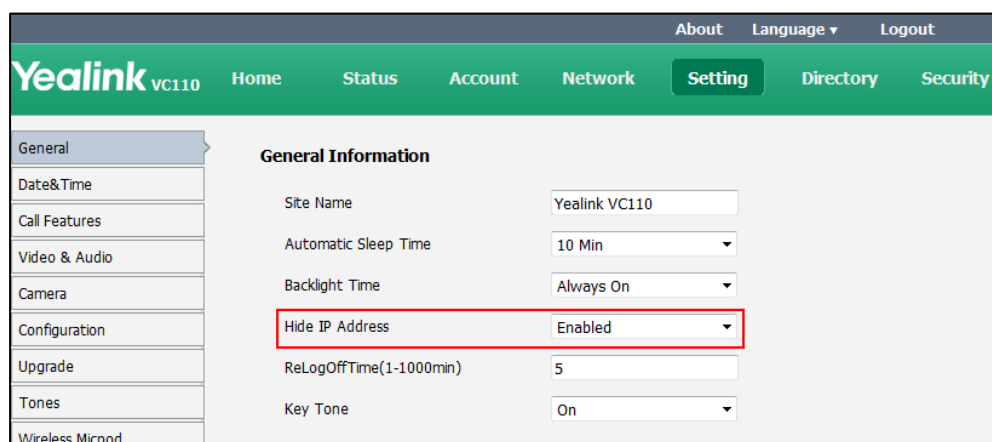 About Language ▾ Logout
Yealink VC110 Home Status Account Network Setting Directory Security
General
General Information
Date&Time
Site Name Yealink VC110
Call Features
Automatic Sleep Time 10 Min
Video & Audio
Backlight Time Always On
Camera
Hide IP Address Enabled
Configuration
Upgrade
ReLogOffTime(1-1000min) 5
Tones
Key Tone On
Wireless Micpod